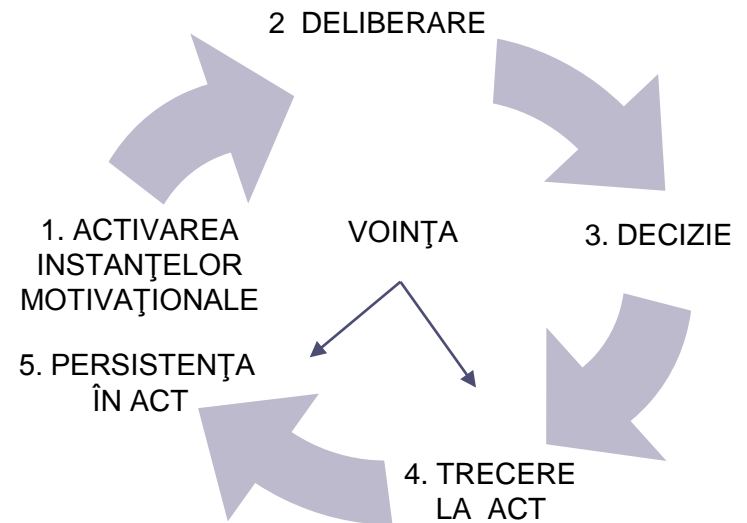 2 DELIBERARE
1. ACTIVAREA
INSTANŢELOR
MOTIVAŢIONALE
VOINŢA
3. DECIZIE
5. PERSISTENŢA
ÎN ACT
4. TRECERE
LA ACT